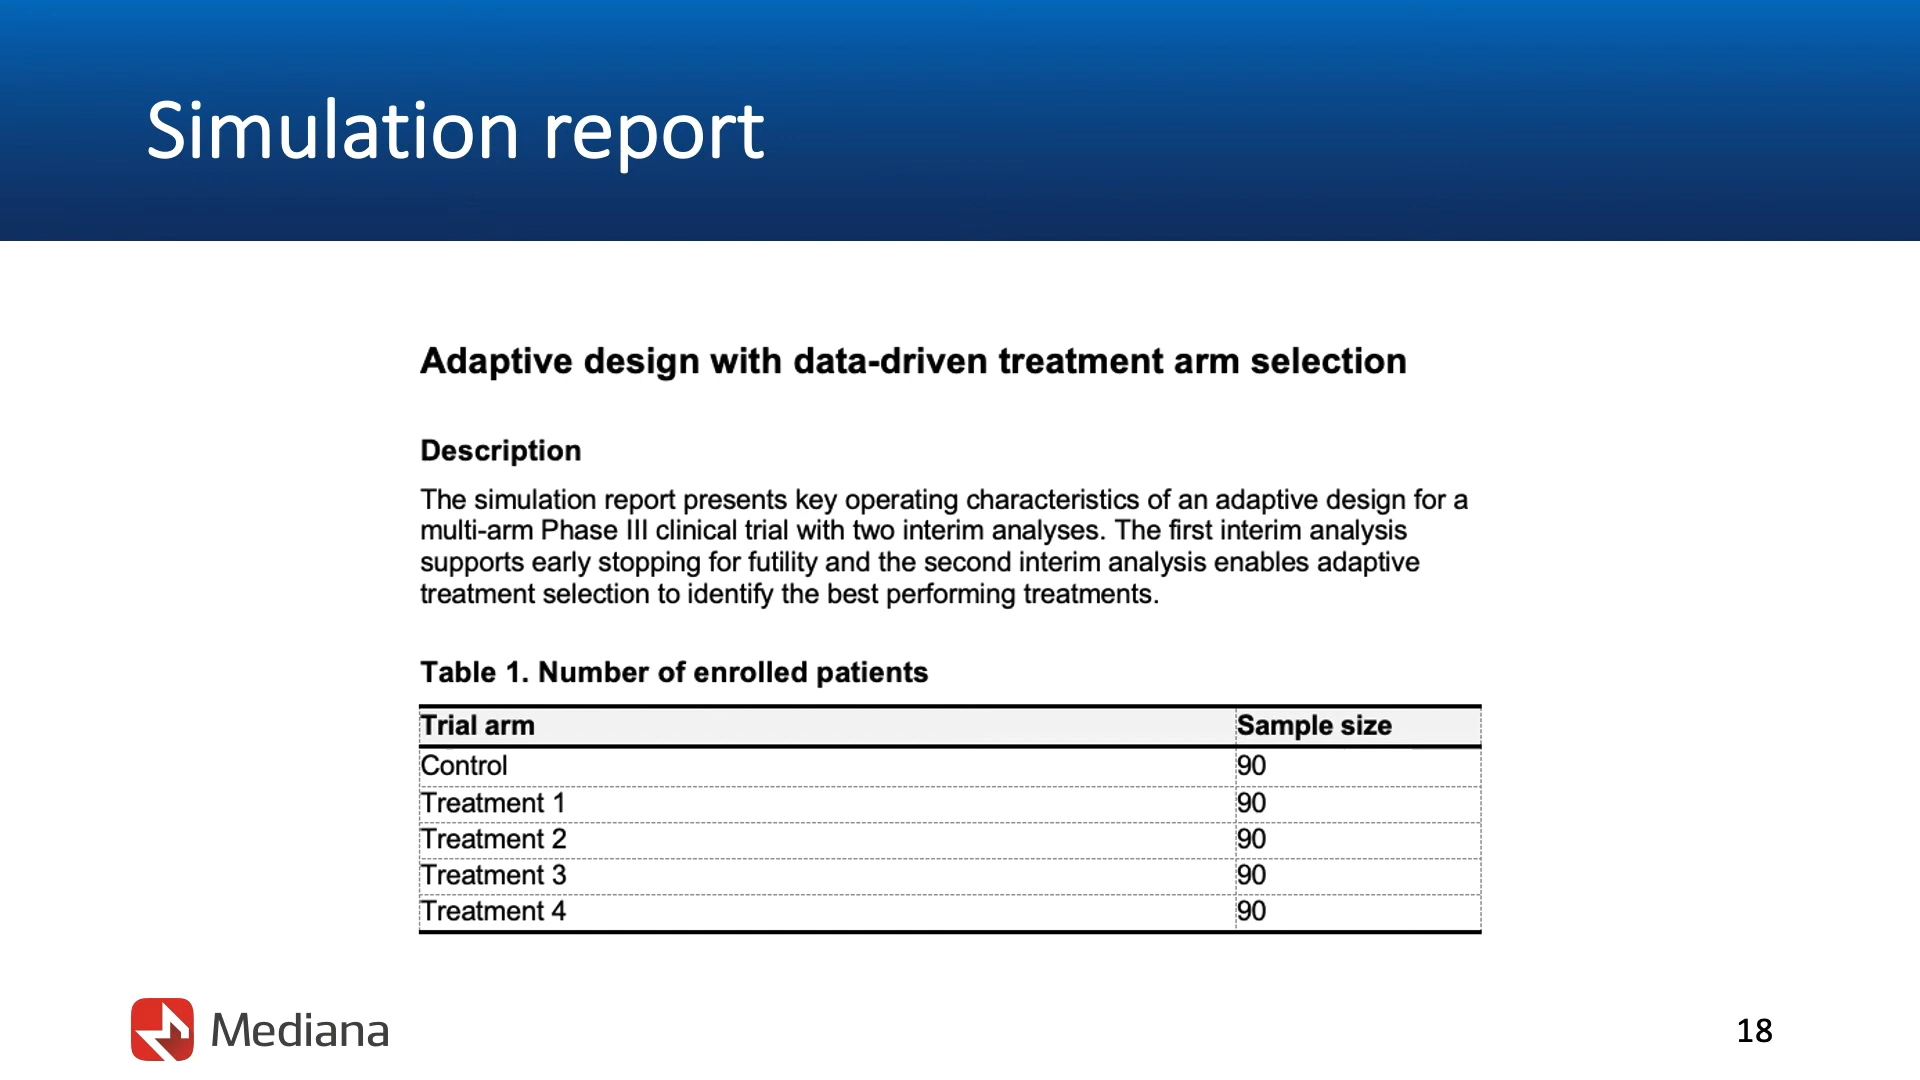 Simulation report
Adaptive design with data-driven treatment arm selection
Description
The simulation report presents key operating characteristics of an adaptive design for a
multi-arm Phase III clinical trial with two interim analyses. The first interim analysis
supports early stopping for futility and the second interim analysis enables adaptive
treatment selection to identify the best performing treatments.
Table 1. Number of enrolled patients
Trial arm Sample size
Control 90
Treatment 1 90
Treatment 2 90
Treatment 3 90
Treatment 4 90
Mediana
18